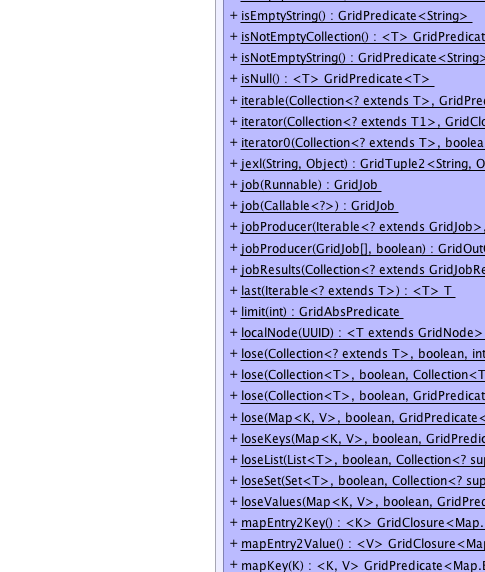 + isEmptyString() : GridPredicate<String>
+ isNotEmptyCollection() : <T> GridPredicat
+ isNotEmptyString() : GridPredicate<String>
+ isNull() : <T> GridPredicate<T>
+ iterable(Collection<? extends T>, GridPre
+ iterator(Collection<? extends T1>, GridClo
+ iterator0(Collection<? extends T>, boolea
+ jexl(String, Object) : GridTuple2<String, O
+ job(Runnable) : GridJob
+ job(Callable<?>) : GridJob
+ jobProducer(Iterable<? extends GridJob>,
+ jobProducer(GridJob[], boolean) : GridOut
+ jobResults(Collection<? extends GridJobRe
+ last(Iterable<? extends T>) : <T> T
+ limit(int) : GridAbsPredicate
+ localNode(UUID) : <T extends GridNode>
+ lose(Collection<? extends T>, boolean, int
+ lose(Collection<T>, boolean, Collection<T
+ lose(Collection<T>, boolean, GridPredicat
+ lose(Map<K, V>, boolean, GridPredicate<
+ loseKeys(Map<K, V>, boolean, GridPredic
+ loseList(List<T>, boolean, Collection<? sup
+ loseSet(Set<T>, boolean, Collection<? sup
+ loseValues(Map<K, V>, boolean, GridPred
+ mapEntry2Key() : <K> GridClosure<Map.
+ mapEntry2Value() : <V> GridClosure<Ma
+ mapKey(K) : <K, V> GridPredicate<Map.E